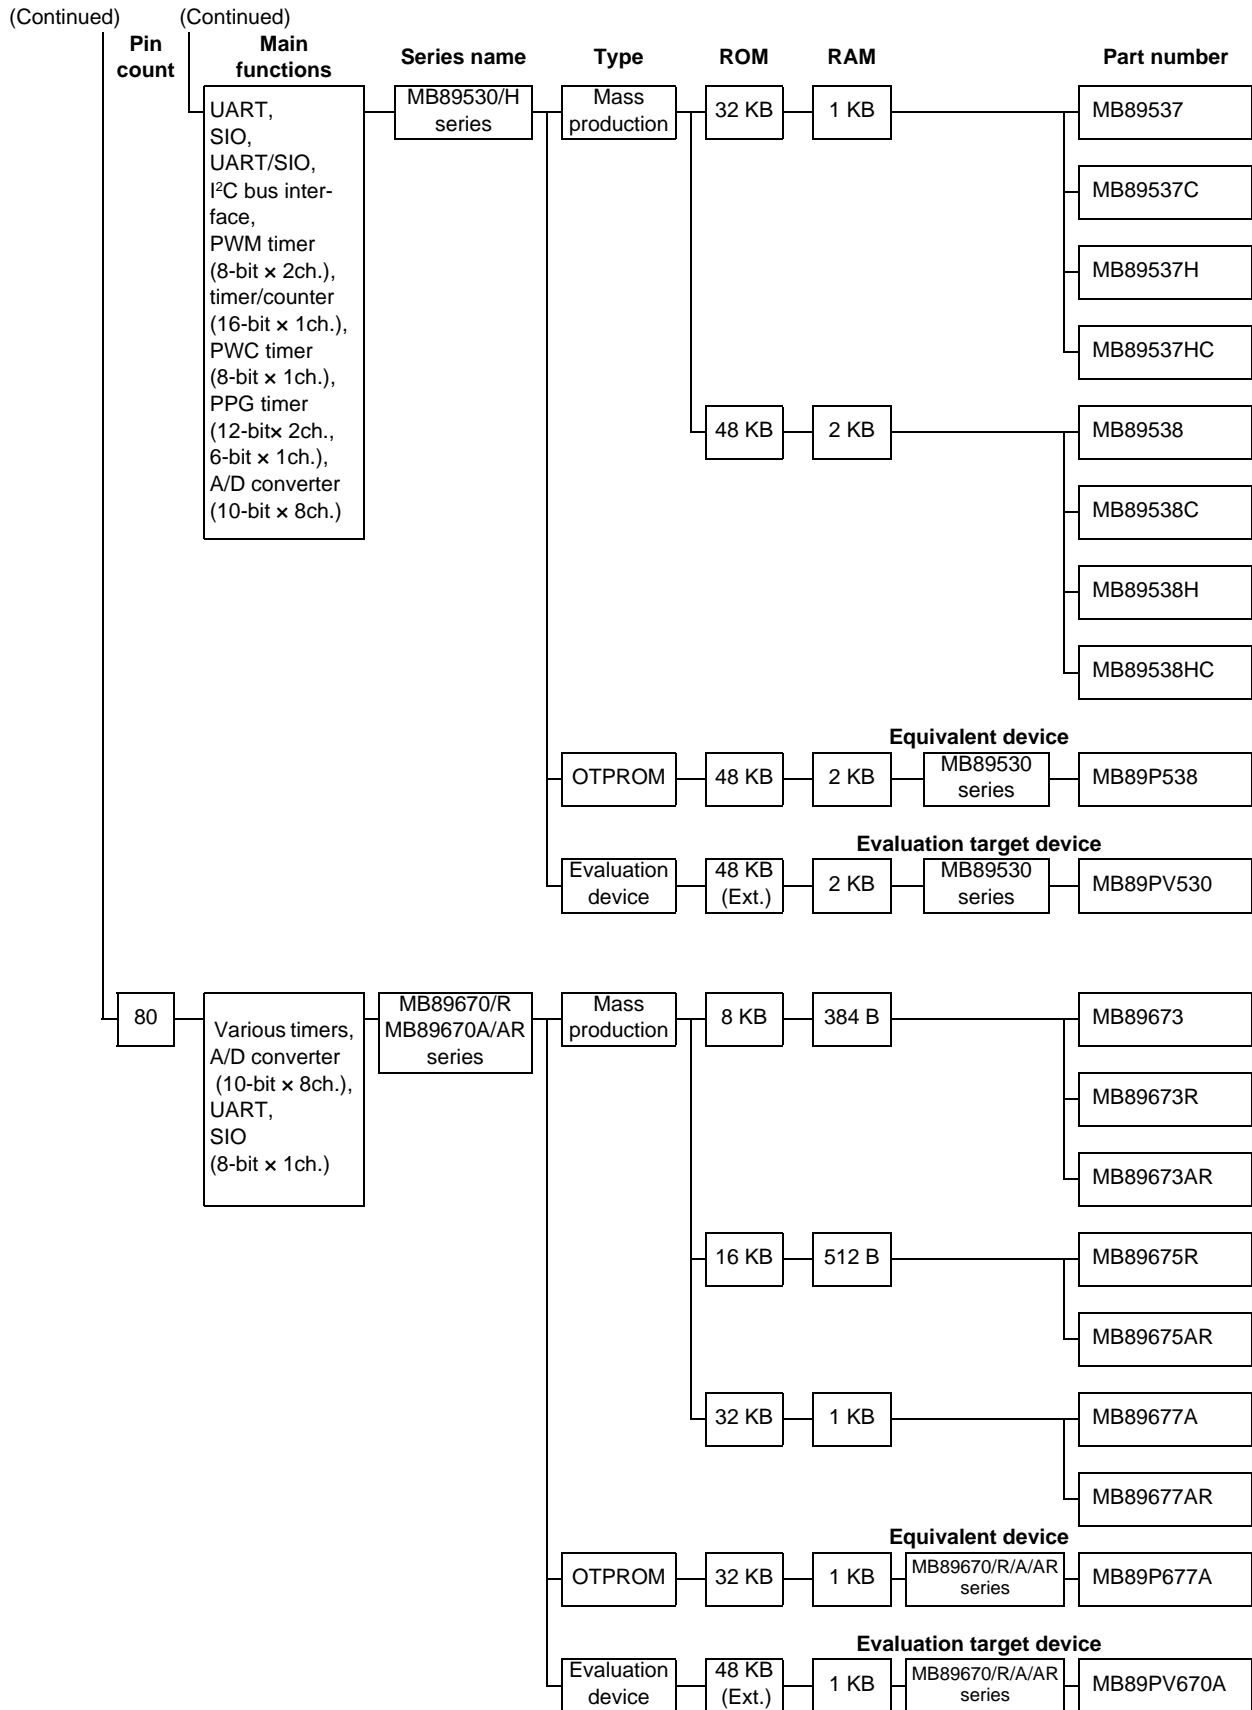 (Continued) (Continued)
Pin count
Main functions
Series name
Type
ROM
RAM
Part number
UART,
SIO,
UART/SIO,
I²C bus inter-
face,
PWM timer
(8-bit × 2ch.),
timer/counter
(16-bit × 1ch.),
PWC timer
(8-bit × 1ch.),
PPG timer
(12-bit× 2ch.,
6-bit × 1ch.),
A/D converter
(10-bit × 8ch.)
MB89530/H
series
Mass
production
32 KB
1 KB
MB89537
MB89537C
MB89537H
MB89537HC
48 KB
2 KB
MB89538
MB89538C
MB89538H
MB89538HC
Equivalent device
OTPROM
48 KB
2 KB
MB89530
series
MB89P538
Evaluation target device
Evaluation
device
48 KB
(Ext.)
2 KB
MB89530
series
MB89PV530
80
Various timers,
A/D converter
(10-bit × 8ch.),
UART,
SIO
(8-bit × 1ch.)
MB89670/R
MB89670A/AR
series
Mass
production
8 KB
384 B
MB89673
MB89673R
MB89673AR
16 KB
512 B
MB89675R
MB89675AR
32 KB
1 KB
MB89677A
MB89677AR
Equivalent device
OTPROM
32 KB
1 KB
MB89670/R/A/AR
series
MB89P677A
Evaluation target device
Evaluation
device
48 KB
(Ext.)
1 KB
MB89670/R/A/AR
series
MB89PV670A